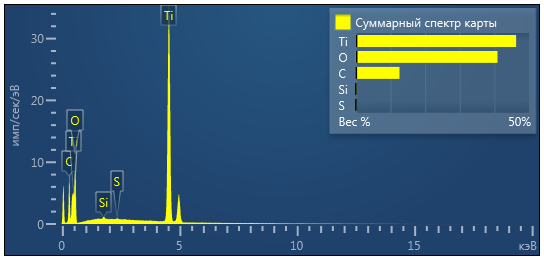 Суммарный спектр карты
Ti
O
C
Si
S
Вес % 50%
Ti
30
имп/сек/эВ
20
O
Ti
10
C
S
Si
0
0 5 10 15 кэВ